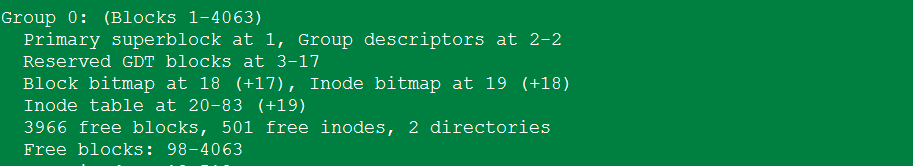 Group 0: (Blocks 1-4063)
Primary superblock at 1, Group descriptors at 2-2
Reserved GDT blocks at 3-17
Block bitmap at 18 (+17), Inode bitmap at 19 (+18)
Inode table at 20-83 (+19)
3966 free blocks, 501 free inodes, 2 directories
Free blocks: 98-4063